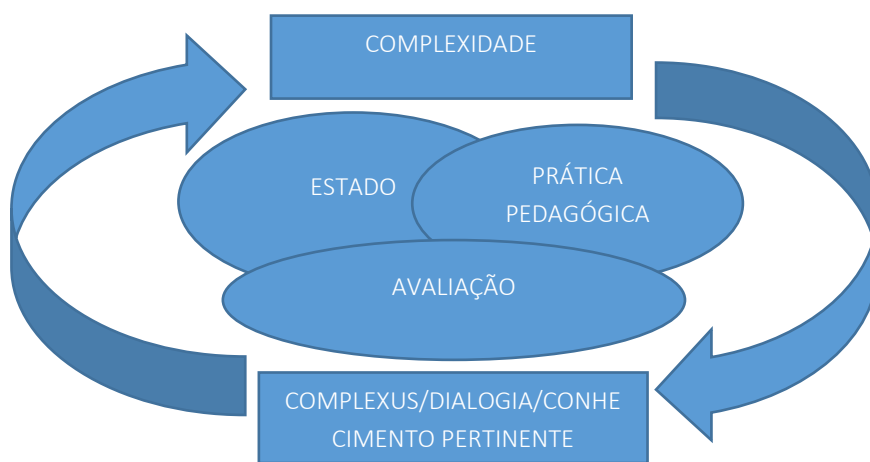 COMPLEXIDADE
ESTADO
PRÁTICA
PEDAGÓGICA
AVALIAÇÃO
COMPLEXUS/DIALOGIA/CONHE
CIMENTO PERTINENTE